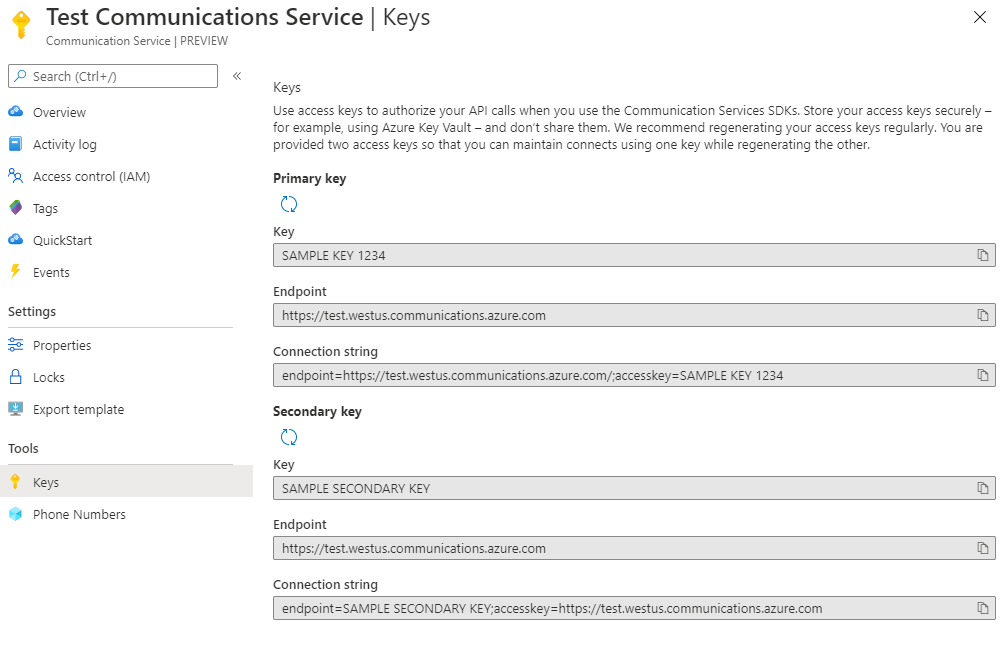 Test Communications Service | Keys
Communication Service | PREVIEW
Search (Ctrl+/)
«
Overview
Activity log
Access control (IAM)
Tags
QuickStart
Events
Settings
Properties
Locks
Export template
Tools
Keys
Phone Numbers
Keys
Use access keys to authorize your API calls when you use the Communication Services SDKs. Store your access keys securely –
for example, using Azure Key Vault – and don’t share them. We recommend regenerating your access keys regularly. You are
provided two access keys so that you can maintain connects using one key while regenerating the other.
Primary key
Key
SAMPLE KEY 1234
Endpoint
https://test.westus.communications.azure.com
Connection string
endpoint=https://test.westus.communications.azure.com/;accesskey=SAMPLE KEY 1234
Secondary key
Key
SAMPLE SECONDARY KEY
Endpoint
https://test.westus.communications.azure.com
Connection string
endpoint=SAMPLE SECONDARY KEY;accesskey=https://test.westus.communications.azure.com